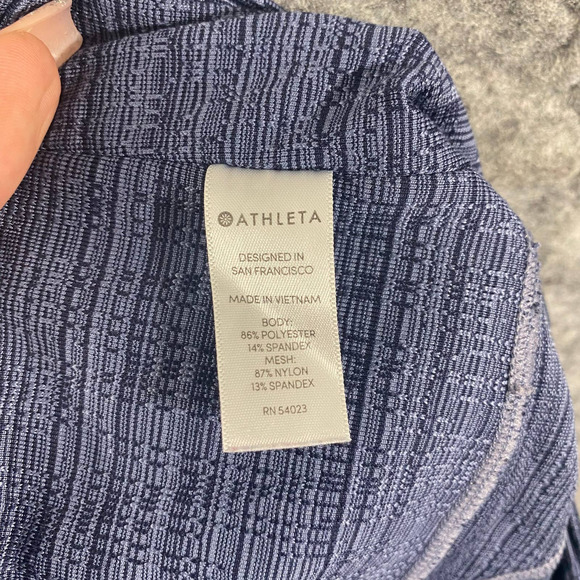 ATHLETA
DESIGNED IN
SAN FRANCISCO
MADE IN VIETNAM
BODY:
86% POLYESTER
14% SPANDEX
MESH:
87% NYLON
13% SPANDEX
RN 54023